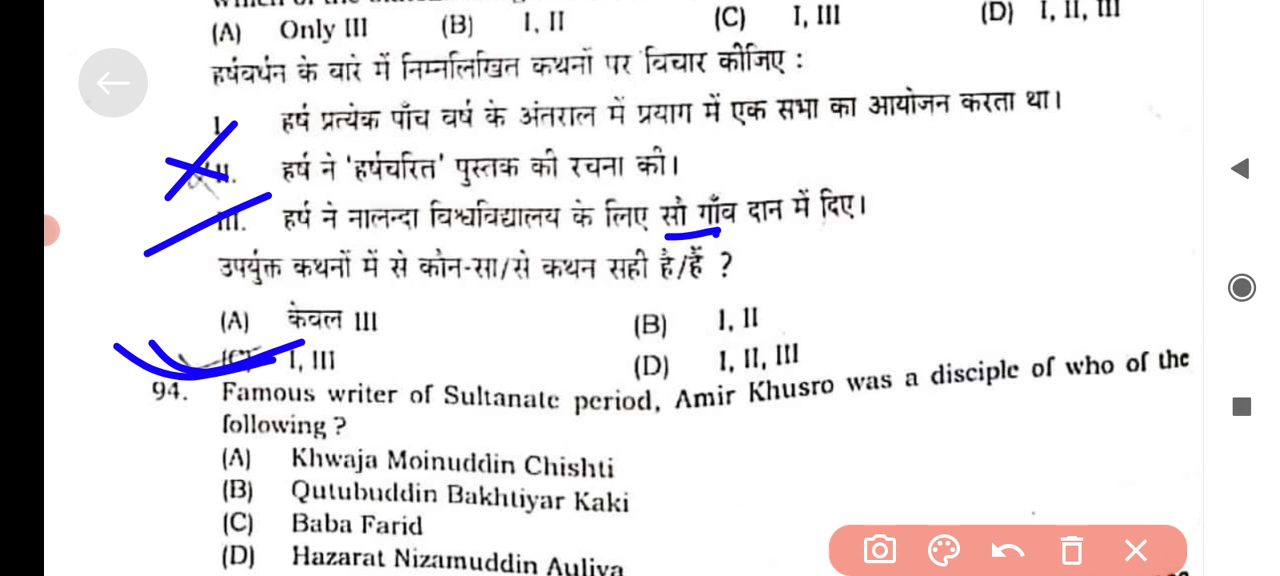 (A) Only III (B) I, II (C) I, III (D) I, II, III
हर्षवर्धन के बारे में निम्नलिखित कथनों पर विचार कीजिए :
I. हर्ष प्रत्येक पाँच वर्ष के अंतराल में प्रयाग में एक सभा का आयोजन करता था।
II. हर्ष ने 'हर्षचरित' पुस्तक की रचना की।
III. हर्ष ने नालन्दा विश्वविद्यालय के लिए सौ गाँव दान में दिए।
उपर्युक्त कथनों में से कौन-सा/से कथन सही है/हैं ?
(A) केवल III (B) I, II
(C) I, III (D) I, II, III
94. Famous writer of Sultanate period, Amir Khusro was a disciple of who of the
following ?
(A) Khwaja Moinuddin Chishti
(B) Qutubuddin Bakhtiyar Kaki
(C) Baba Farid
(D) Hazarat Nizamuddin Auliya